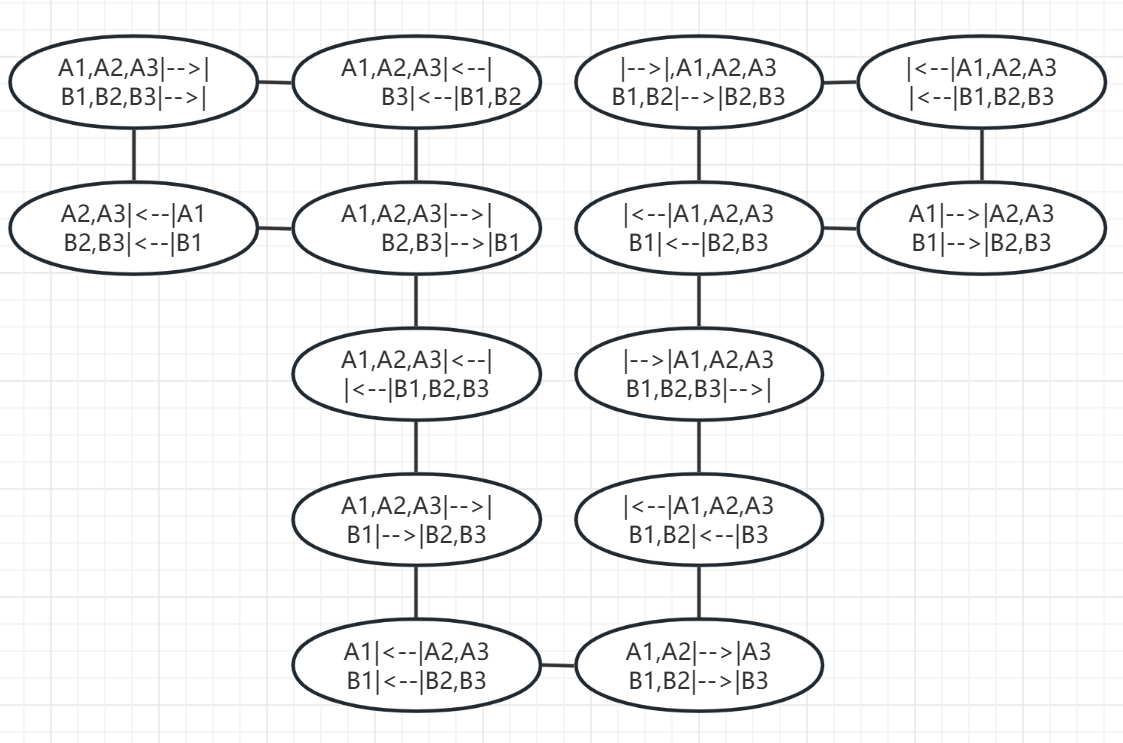 A1,A2,A3|-->|
B1,B2,B3|-->|
A1,A2,A3|<--|
B3|<--|B1,B2
|-->|,A1,A2,A3
B1,B2|-->|B2,B3
|<--|A1,A2,A3
|<--|B1,B2,B3
A2,A3|<--|A1
B2,B3|<--|B1
A1,A2,A3|-->|
B2,B3|-->|B1
|<--|A1,A2,A3
B1|<--|B2,B3
A1|-->|A2,A3
B1|-->|B2,B3
A1,A2,A3|<--|
|<--|B1,B2,B3
|-->|A1,A2,A3
B1,B2,B3|-->|
A1,A2,A3|-->|
B1|-->|B2,B3
|<--|A1,A2,A3
B1,B2|<--|B3
A1|<--|A2,A3
B1|<--|B2,B3
A1,A2|-->|A3
B1,B2|-->|B3